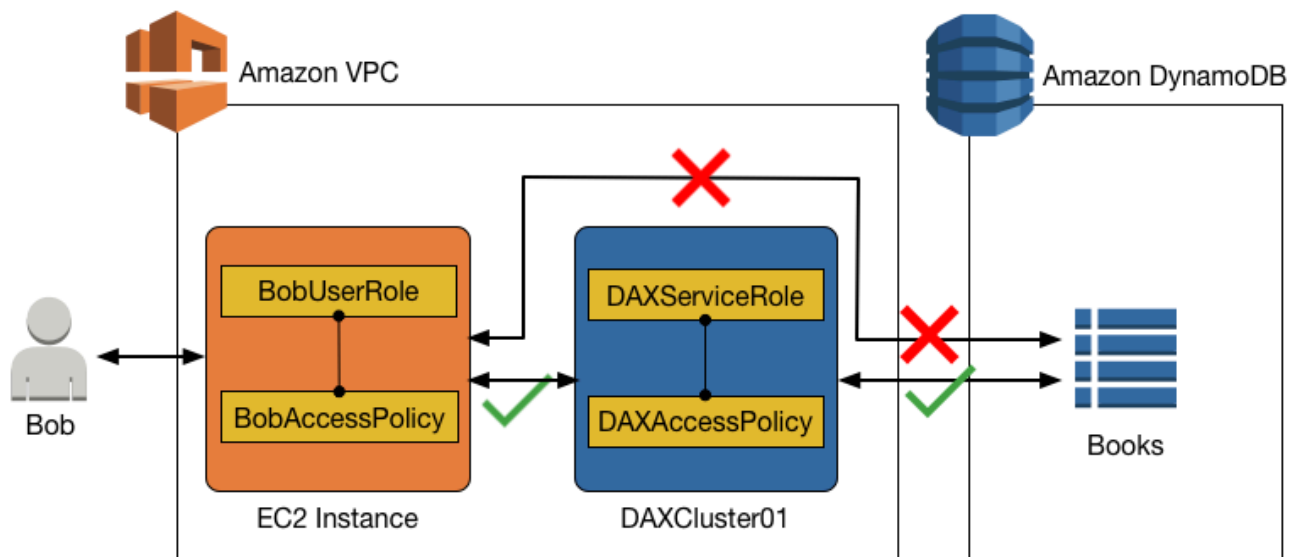 Amazon VPC
Amazon DynamoDB
BobUserRole
DAXServiceRole
BobAccessPolicy
DAXAccessPolicy
Bob
Books
EC2 Instance
DAXCluster01